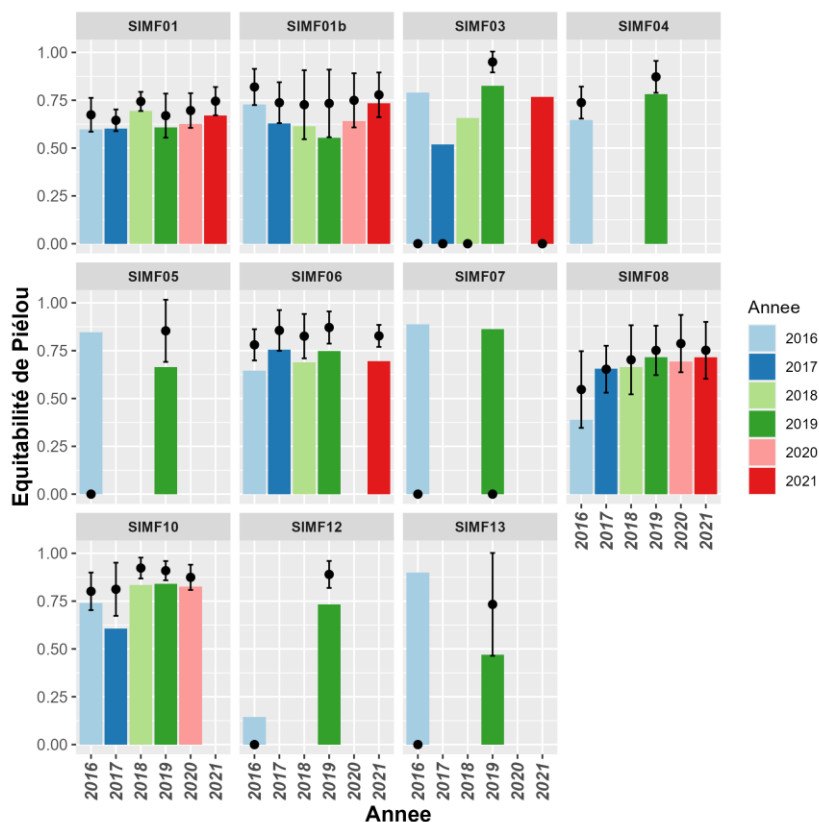 SIMF01 SIMF01b SIMF03 SIMF04
1.00
0.75
0.50
0.25
0.00
SIMF05 SIMF06 SIMF07 SIMF08
1.00
0.75
0.50
0.25
0.00
2016 2017 2018 2019 2020 2021
SIMF10 SIMF12 SIMF13
1.00
0.75
0.50
0.25
0.00
2016 2017 2018 2019 2020 2021 2016 2017 2018 2019 2020 2021 2016 2017 2018 2019 2020 2021
Equitabilité de Piélou
Annee
Annee
2016
2017
2018
2019
2020
2021